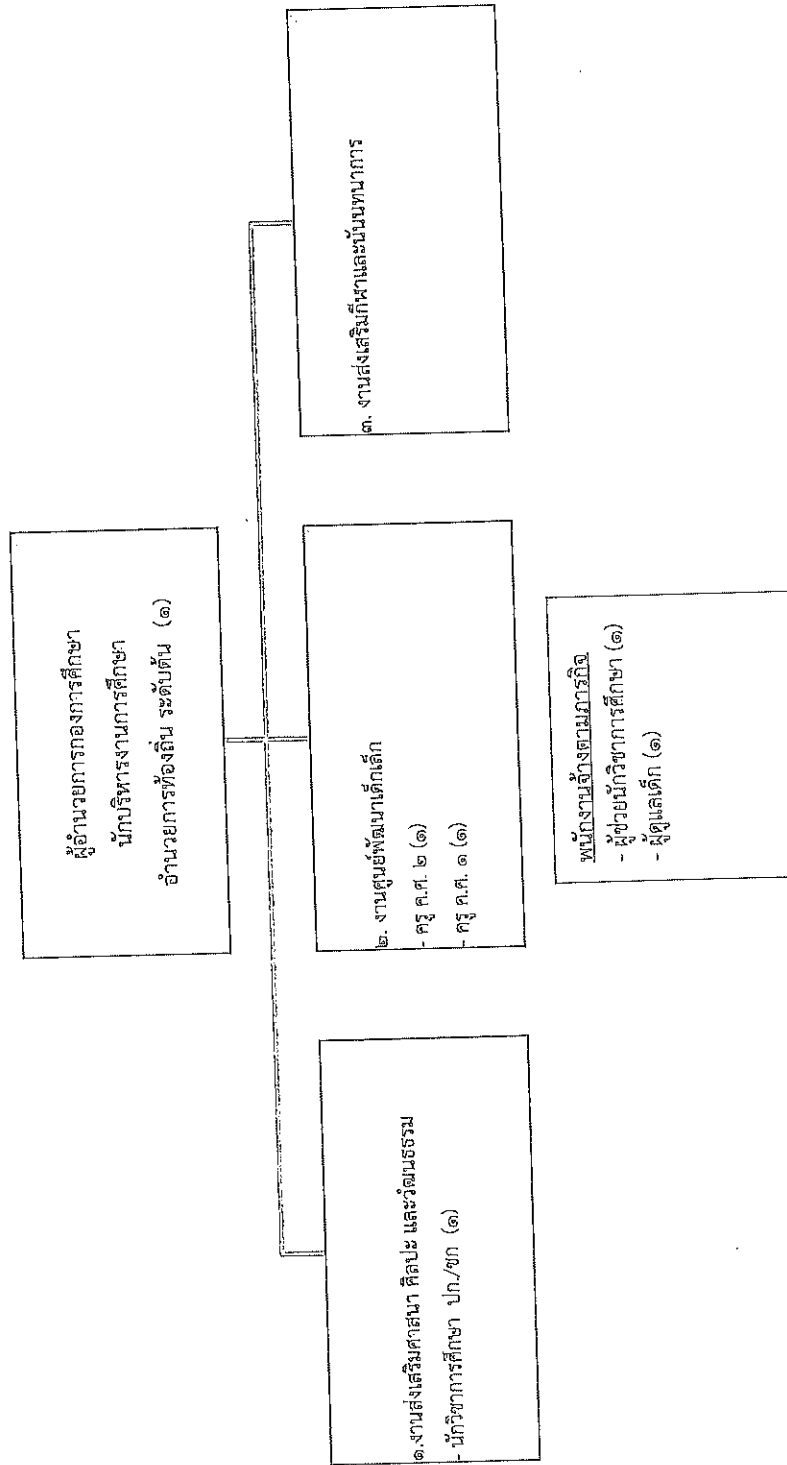 ผู้อำนวยการกองการศึกษา
นักบริหารงานการศึกษา
อำนวยการท้องถิ่น ระดับต้น (๑)
๑.งานส่งเสริมศาสนา ศิลปะ และวัฒนธรรม
- นักวิชาการศึกษา ปก./ชก (๑)
๒. งานศูนย์พัฒนาเด็กเล็ก
- ครู ค.ศ. ๒ (๑)
- ครู ค.ศ. ๑ (๑)
๓. งานส่งเสริมกีฬาและนันทนาการ
พนักงานจ้างตามภารกิจ
- ผู้ช่วยนักวิชาการศึกษา (๑)
- ผู้ดูแลเด็ก (๑)